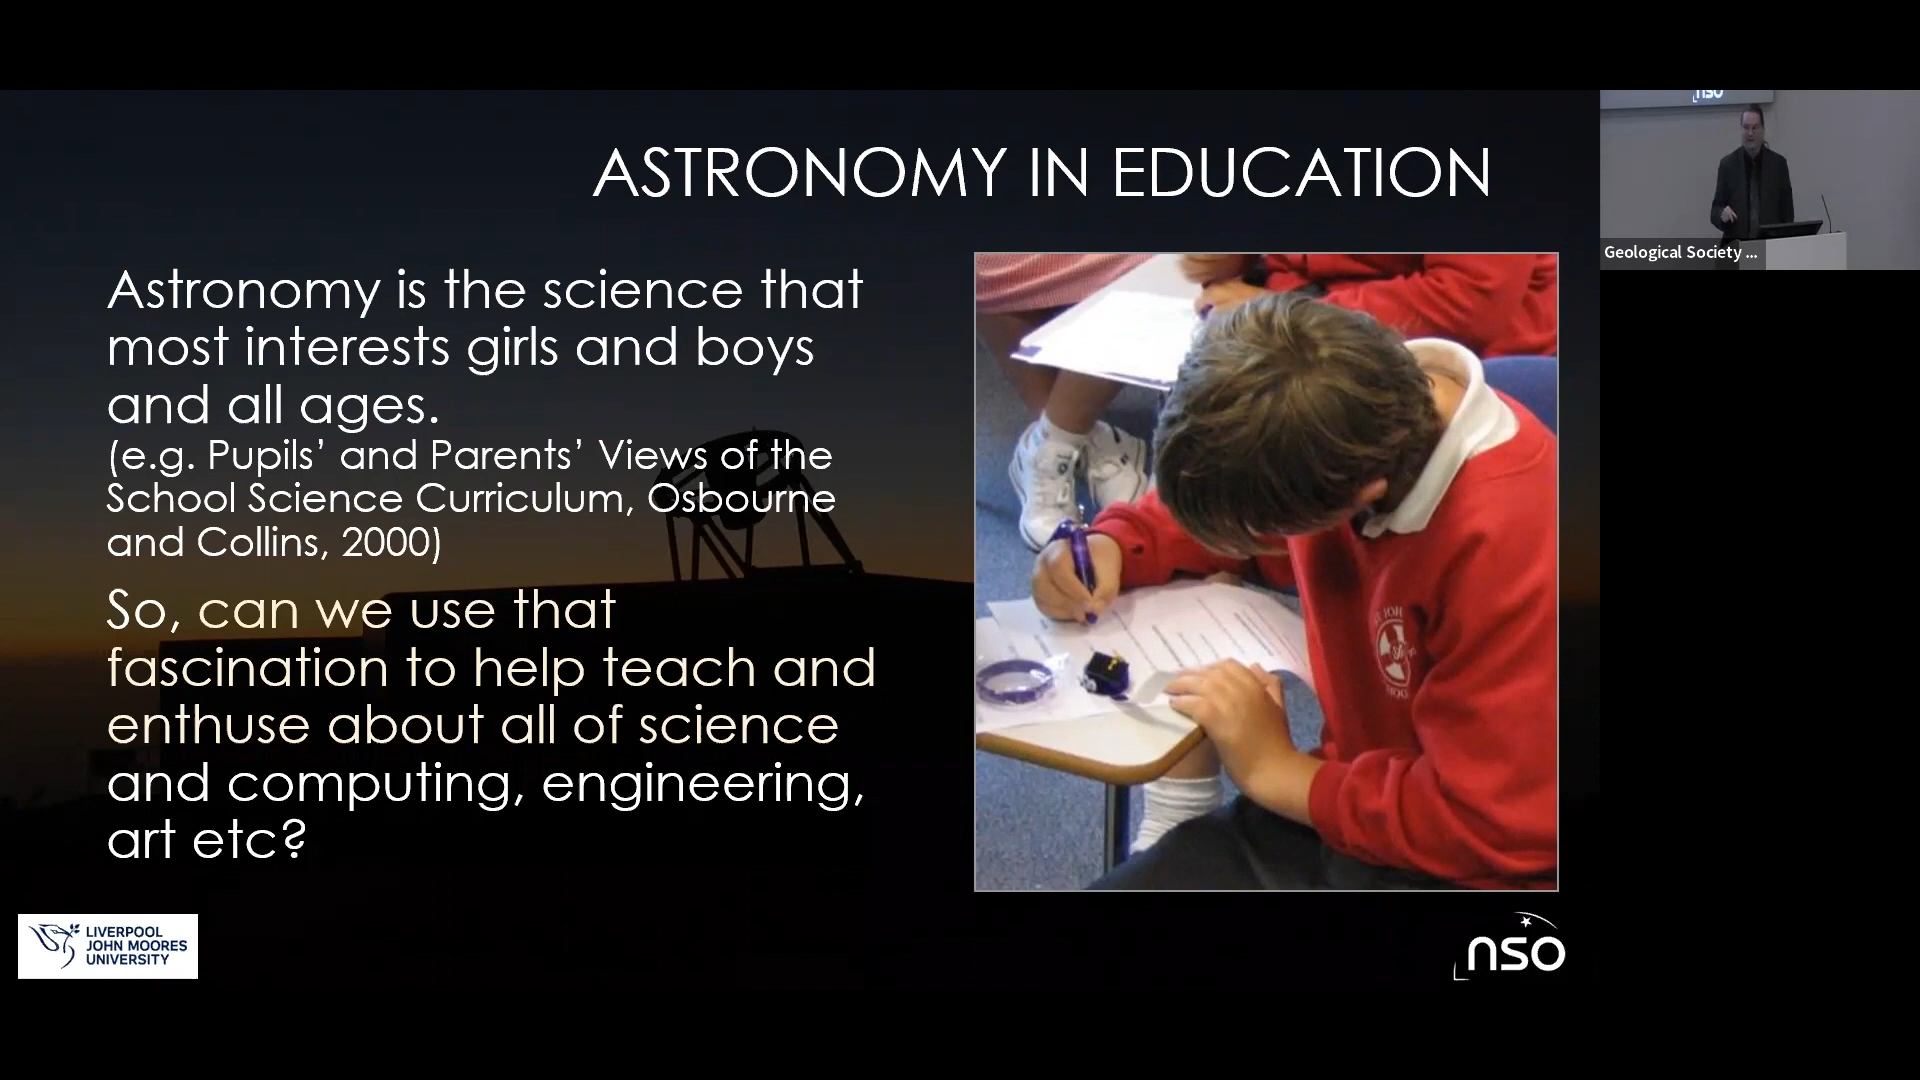 ASTRONOMY IN EDUCATION
Astronomy is the science that
most interests girls and boys
and all ages.
(e.g. Pupils’ and Parents’ Views of the
School Science Curriculum, Osbourne
and Collins, 2000)
So, can we use that
fascination to help teach and
enthuse about all of science
and computing, engineering,
art etc?
LIVERPOOL
JOHN MOORES
UNIVERSITY
nso
nso
Geological Society ...